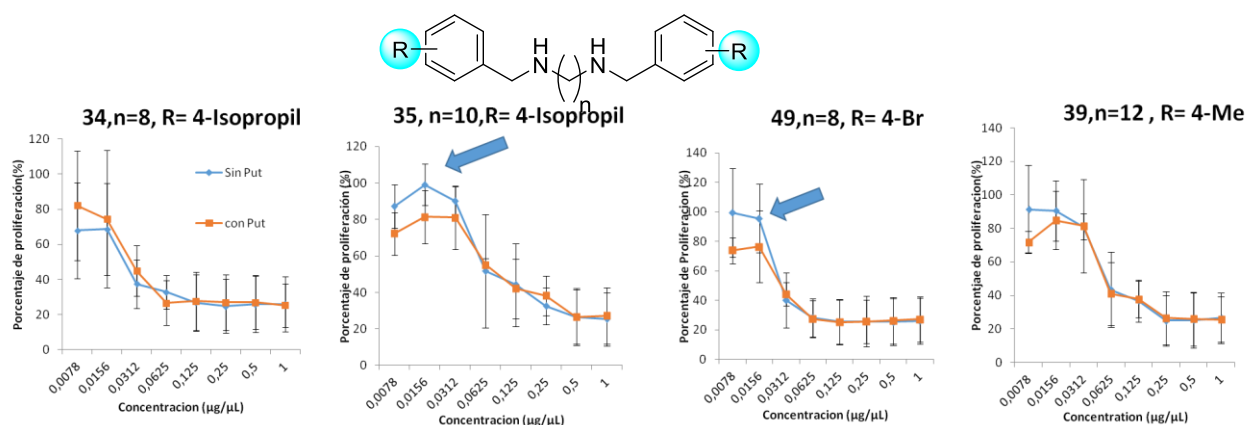 R
H
N
H
N
n
R
34,n=8, R= 4-Isopropil
Porcentaje de proliferación(%)
120
100
80
60
40
20
0
Sin Put
con Put
0,0078
0,0156
0,0312
0,0625
0,125
0,25
0,5
1
Concentracion (µg/µL)
35, n=10,R= 4-Isopropil
Porcentaje de proliferación (%)
120
100
80
60
40
20
0
0,0078
0,0156
0,0312
0,0625
0,125
0,25
0,5
1
Concentracion (µg/µL)
49,n=8, R= 4-Br
Porcentaje de Proliferación (%)
140
120
100
80
60
40
20
0
0,0078
0,0156
0,0312
0,0625
0,125
0,25
0,5
1
Concentracion (µg/µL)
39,n=12 , R= 4-Me
Porcentaje de proliferación(%)
140
120
100
80
60
40
20
0
0,0078
0,0156
0,0312
0,0625
0,125
0,25
0,5
1
Concentration (µg/µL)